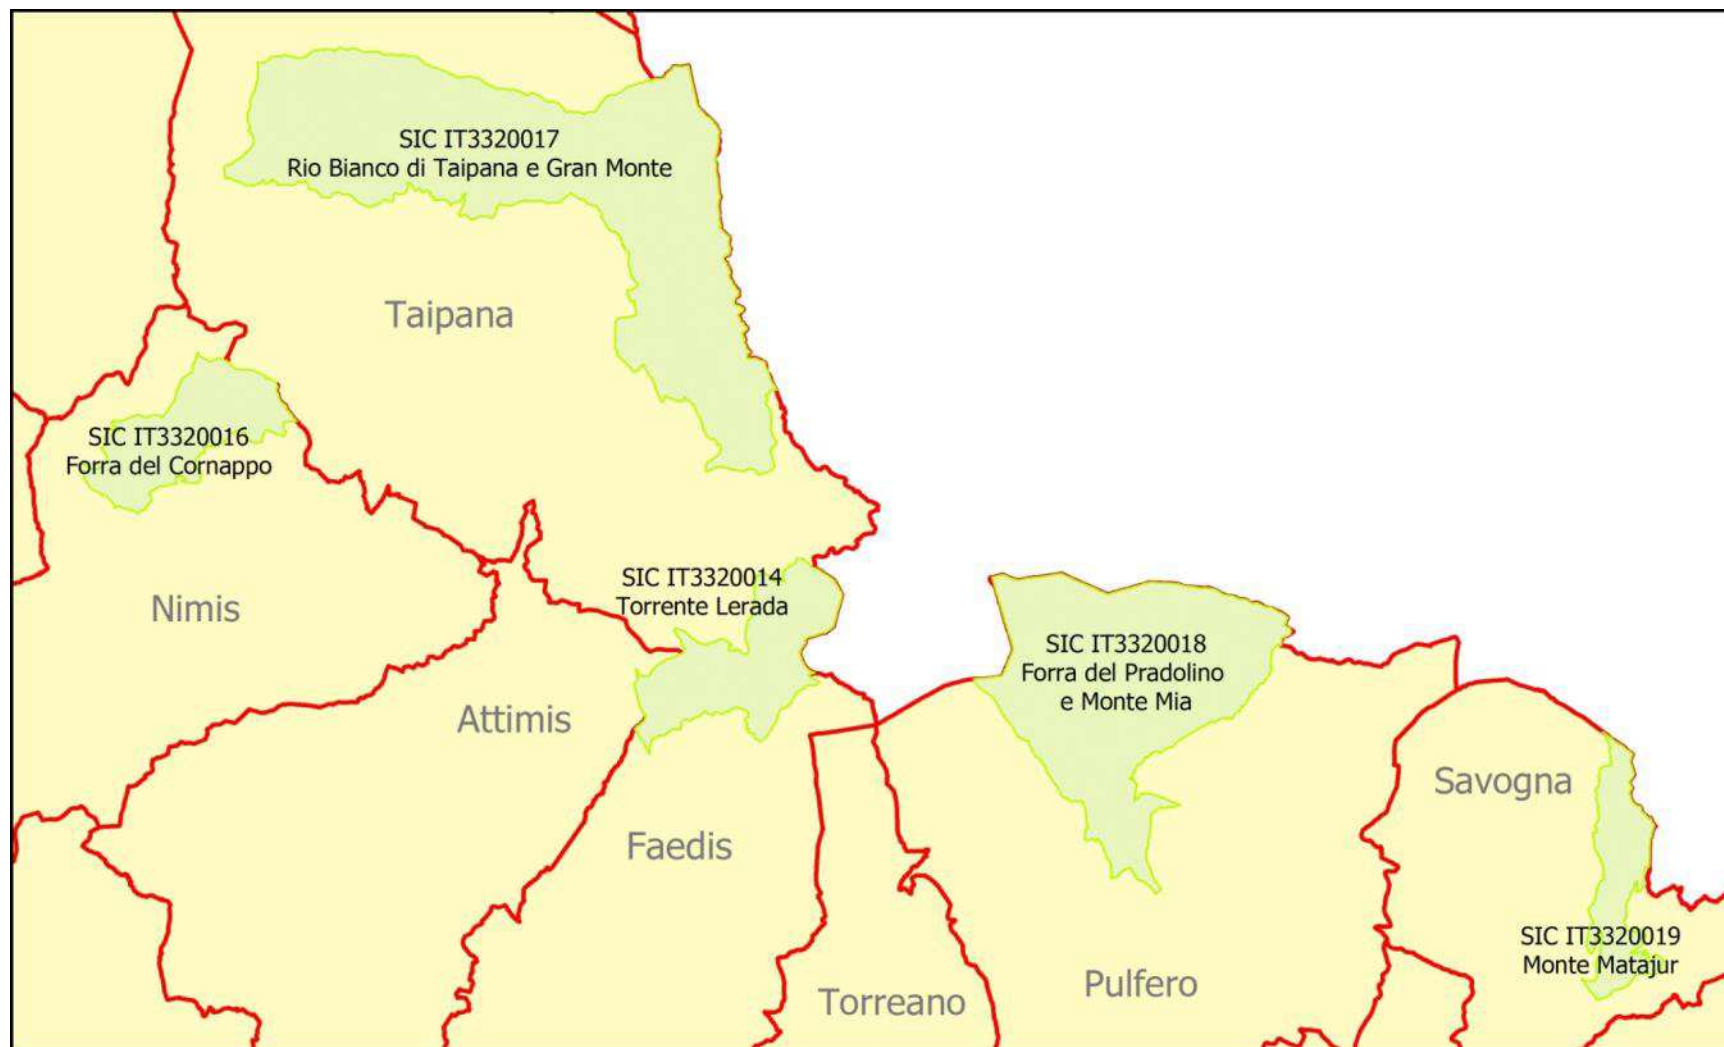 SIC IT3320017
Rio Bianco di Taipana e Gran Monte
Taipana
SIC IT3320016
Forra del Cornappo
SIC IT3320014
Torrente Lerada
Nimis
SIC IT3320018
Forra del Pradolino
e Monte Mia
Attimis
Savogna
Faedis
SIC IT3320019
Monte Matajur
Pulfero
Torreano